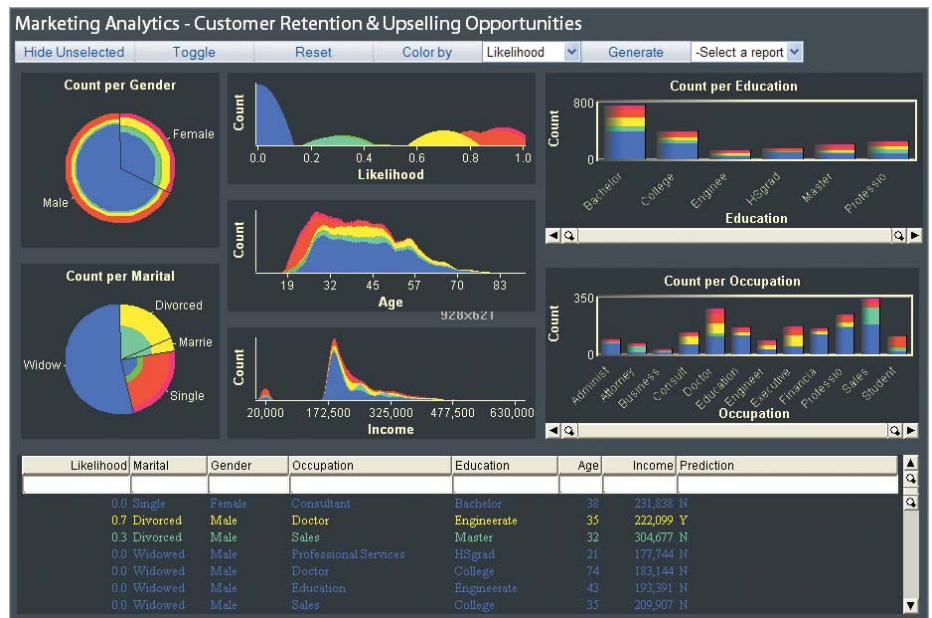 Marketing Analytics - Customer Retention & Upselling Opportunities
Hide Unselected Toggle Reset Color by Likelihood Generate -Select a report
Count per Gender
Female
Male
Count
0.0 0.2 0.4 0.6 0.8 1.0
Likelihood
Count per Education
800
0
Count
Bachelor College Enginee HSgrad Master Professio
Education
Count
19 32 45 57 70 83
Age
928x621
Count per Marital
Divorced
Marrie
Widow
Single
Count
20,000 172,500 325,000 477,500 630,000
Income
Count per Occupation
350
0
Count
Administ Attorney Business Consult Doctor Education Engineer Executive Financia Professio Sales Student
Occupation
Likelihood Marital Gender Occupation Education Age Income Prediction
0.0 Single Female Consultant Bachelor 38 231,838 N
0.7 Divorced Male Doctor Engineerate 35 222,099 Y
0.3 Divorced Male Sales Master 32 304,677 N
0.0 Widowed Male Professional Services HSgrad 21 177,744 N
0.0 Widowed Male Doctor College 74 183,144 N
0.0 Widowed Male Education Engineerate 43 193,391 N
0.0 Widowed Male Sales College 35 209,907 N